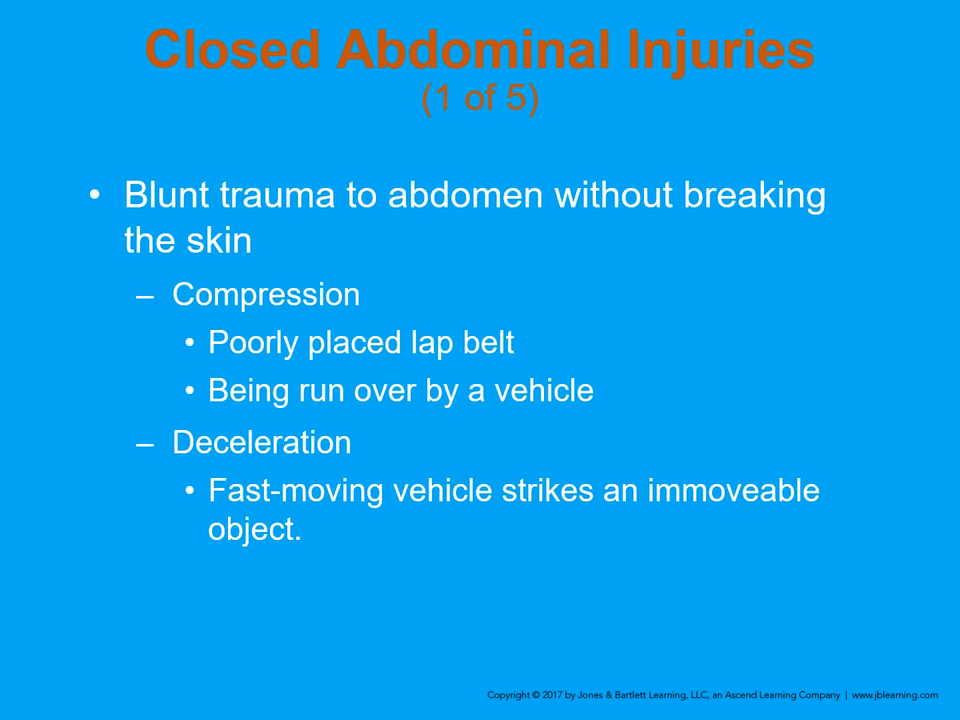 Closed Abdominal Injuries
(1 of 5)
• Blunt trauma to abdomen without breaking
the skin
– Compression
• Poorly placed lap belt
• Being run over by a vehicle
– Deceleration
• Fast-moving vehicle strikes an immoveable
object.
Copyright © 2017 by Jones & Bartlett Learning, LLC, an Ascend Learning Company | www.jblearning.com